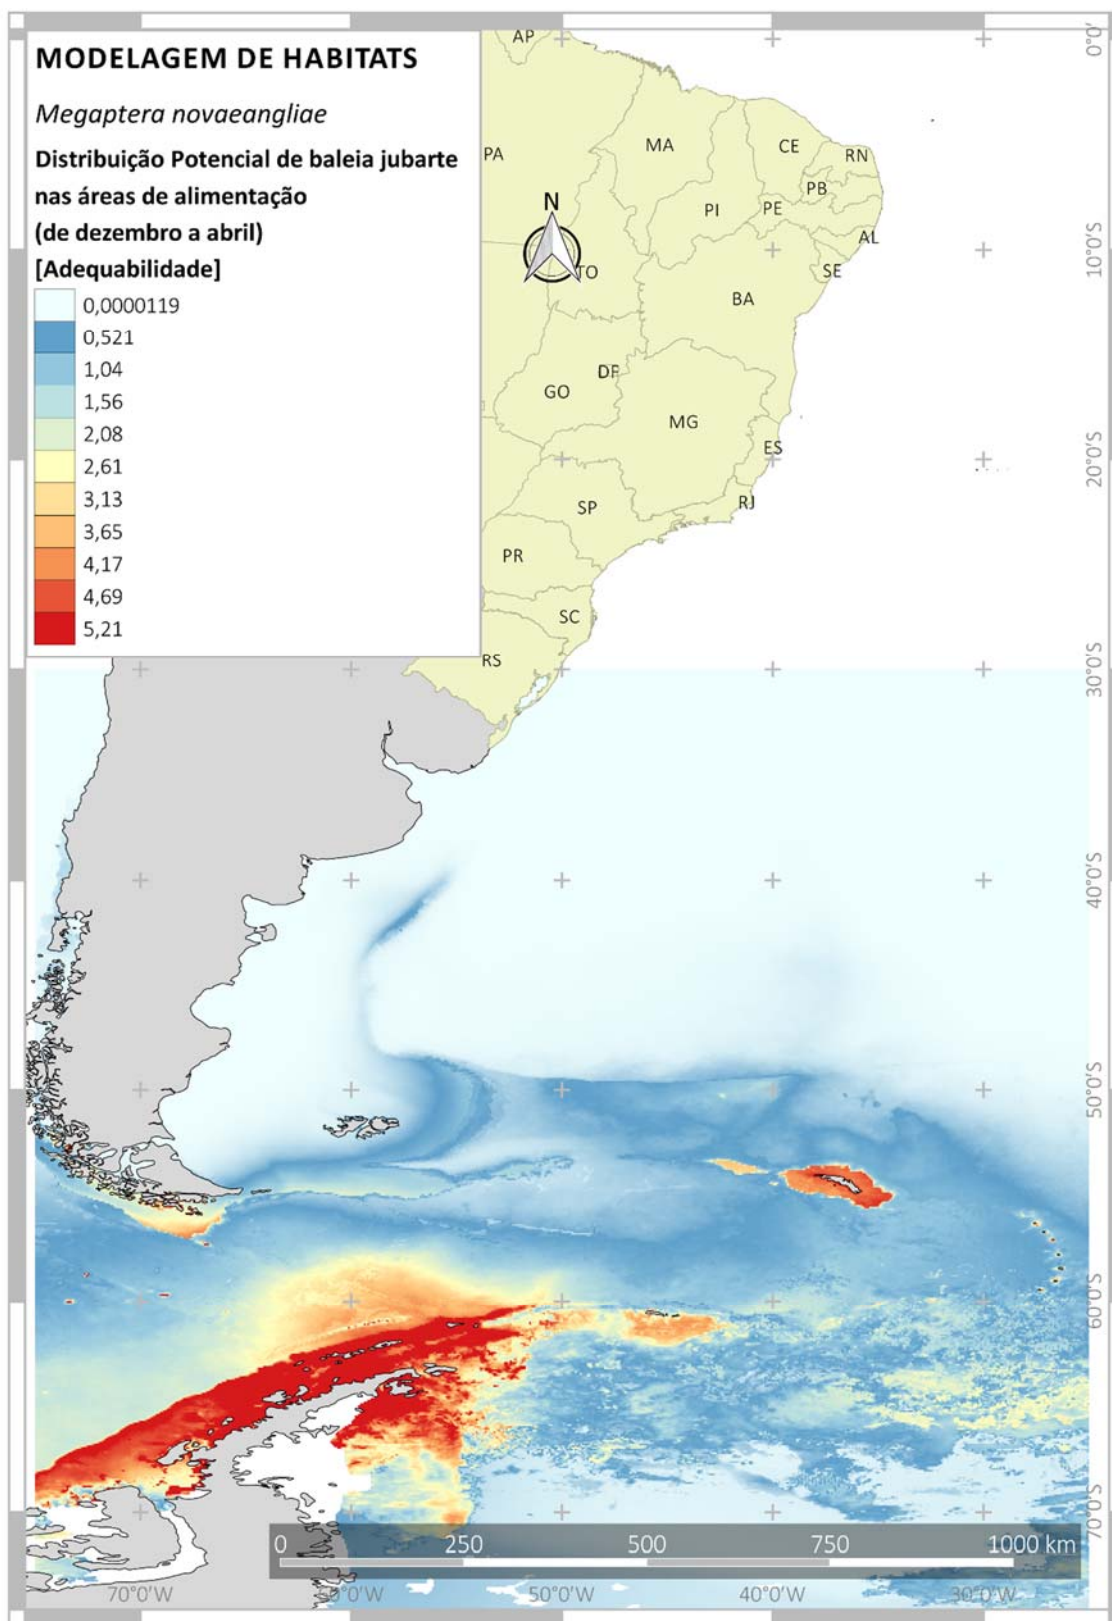 MODELAGEM DE HABITATS
Megaptera novaeangliae
Distribuição Potencial de baleia jubarte
nas áreas de alimentação
(de dezembro a abril)
[Adequabilidade]
0,0000119
0,521
1,04
1,56
2,08
2,61
3,13
3,65
4,17
4,69
5,21
AP
PA
MA
CE
RN
PB
PI
PE
AL
N
TO
SE
BA
DF
GO
MG
ES
SP
RJ
PR
SC
RS
0°0'
10°0'S
20°0'S
30°0'S
40°0'S
50°0'S
60°0'S
70°0'S
0 250 500 750 1000 km
70°0'W 60°0'W 50°0'W 40°0'W 30°0'W